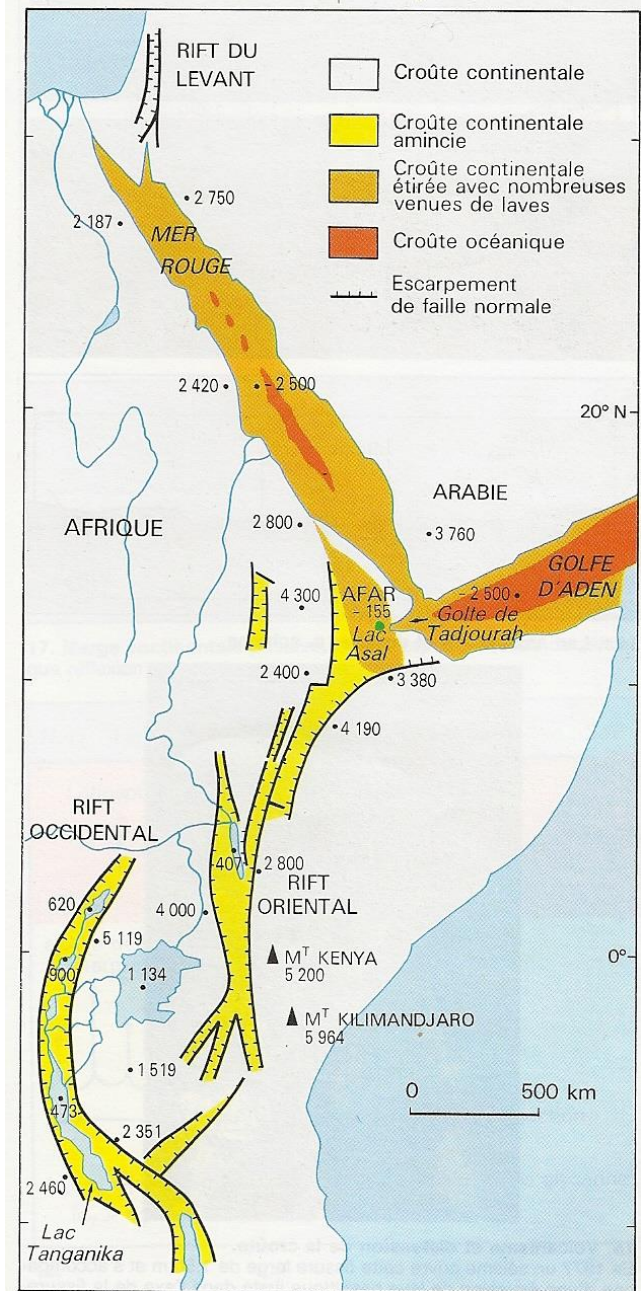 RIFT DU
LEVANT
Croûte continentale
Croûte continentale
amincie
Croûte continentale
étirée avec nombreuses
venues de laves
Croûte océanique
Escarpement
de faille normale
2 750
2 187
MER
ROUGE
2 420
- 2 500
20° N
ARABIE
AFRIQUE
2 800
3 760
GOLFE
D'ADEN
- 2 500
4 300
AFAR
- 155
Lac
Asal
Golfe de
Tadjourah
2 400
3 380
4 190
RIFT
OCCIDENTAL
407
2 800
RIFT
ORIENTAL
620
4 000
5 119
900
1 134
MT KENYA
5 200
0°
MT KILIMANDJARO
5 964
1 519
0 500 km
473
2 351
2 460
Lac
Tanganika